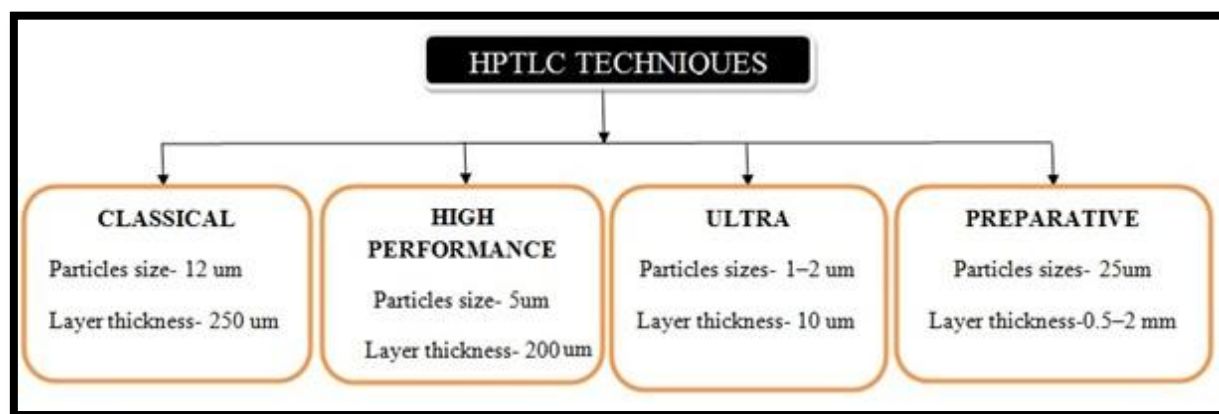 HPTLC TECHNIQUES
CLASSICAL
Particles size- 12 um
Layer thickness- 250 um
HIGH
PERFORMANCE
Particles size- 5um
Layer thickness- 200 um
ULTRA
Particles sizes- 1–2 um
Layer thickness- 10 um
PREPARATIVE
Particles sizes- 25um
Layer thickness-0.5–2 mm